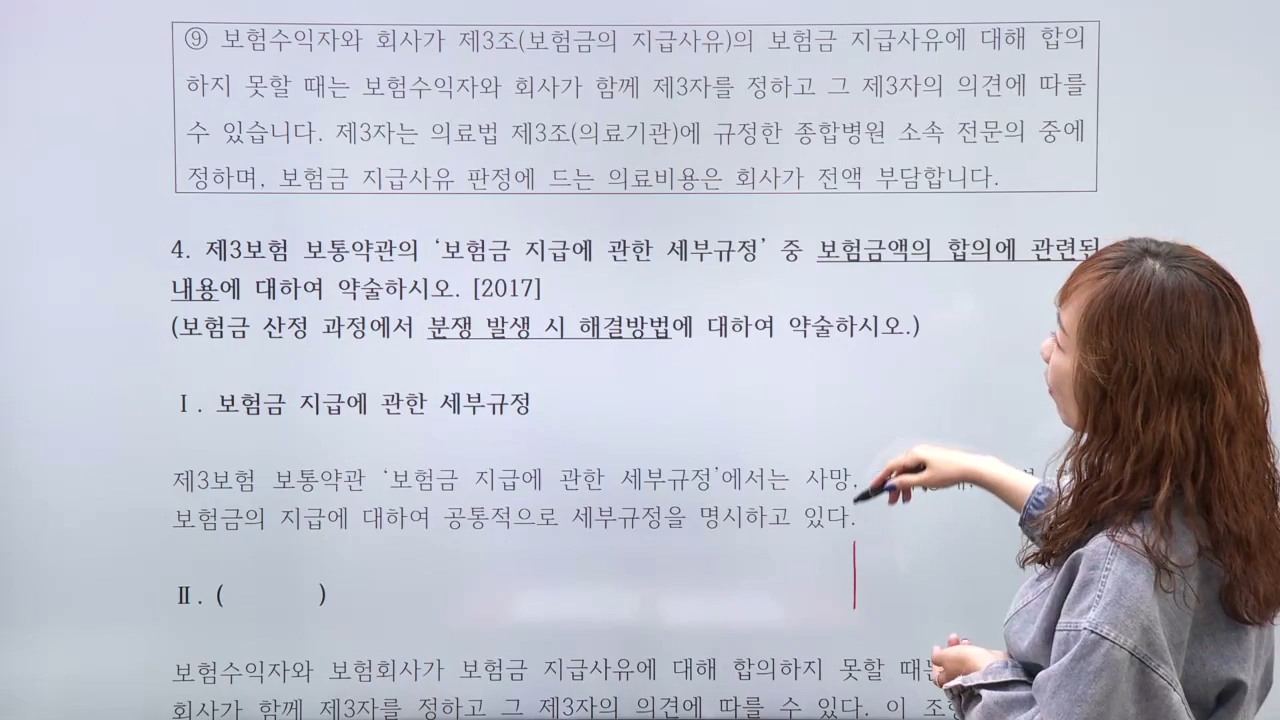 ⑨ 보험수익자와 회사가 제3조(보험금의 지급사유)의 보험금 지급사유에 대해 합의
하지 못할 때는 보험수익자와 회사가 함께 제3자를 정하고 그 제3자의 의견에 따를
수 있습니다. 제3자는 의료법 제3조(의료기관)에 규정한 종합병원 소속 전문의 중에
정하며, 보험금 지급사유 판정에 드는 의료비용은 회사가 전액 부담합니다.
4. 제3보험 보통약관의 ‘보험금 지급에 관한 세부규정’ 중 보험금액의 합의에 관련된
내용에 대하여 약술하시오. [2017]
(보험금 산정 과정에서 분쟁 발생 시 해결방법에 대하여 약술하시오.)
Ⅰ. 보험금 지급에 관한 세부규정
제3보험 보통약관 ‘보험금 지급에 관한 세부규정’에서는 사망,
보험금의 지급에 대하여 공통적으로 세부규정을 명시하고 있다.
Ⅱ. ( )
보험수익자와 보험회사가 보험금 지급사유에 대해 합의하지 못할
회사가 함께 제3자를 정하고 그 제3자의 의견에 따를 수 있다. 이